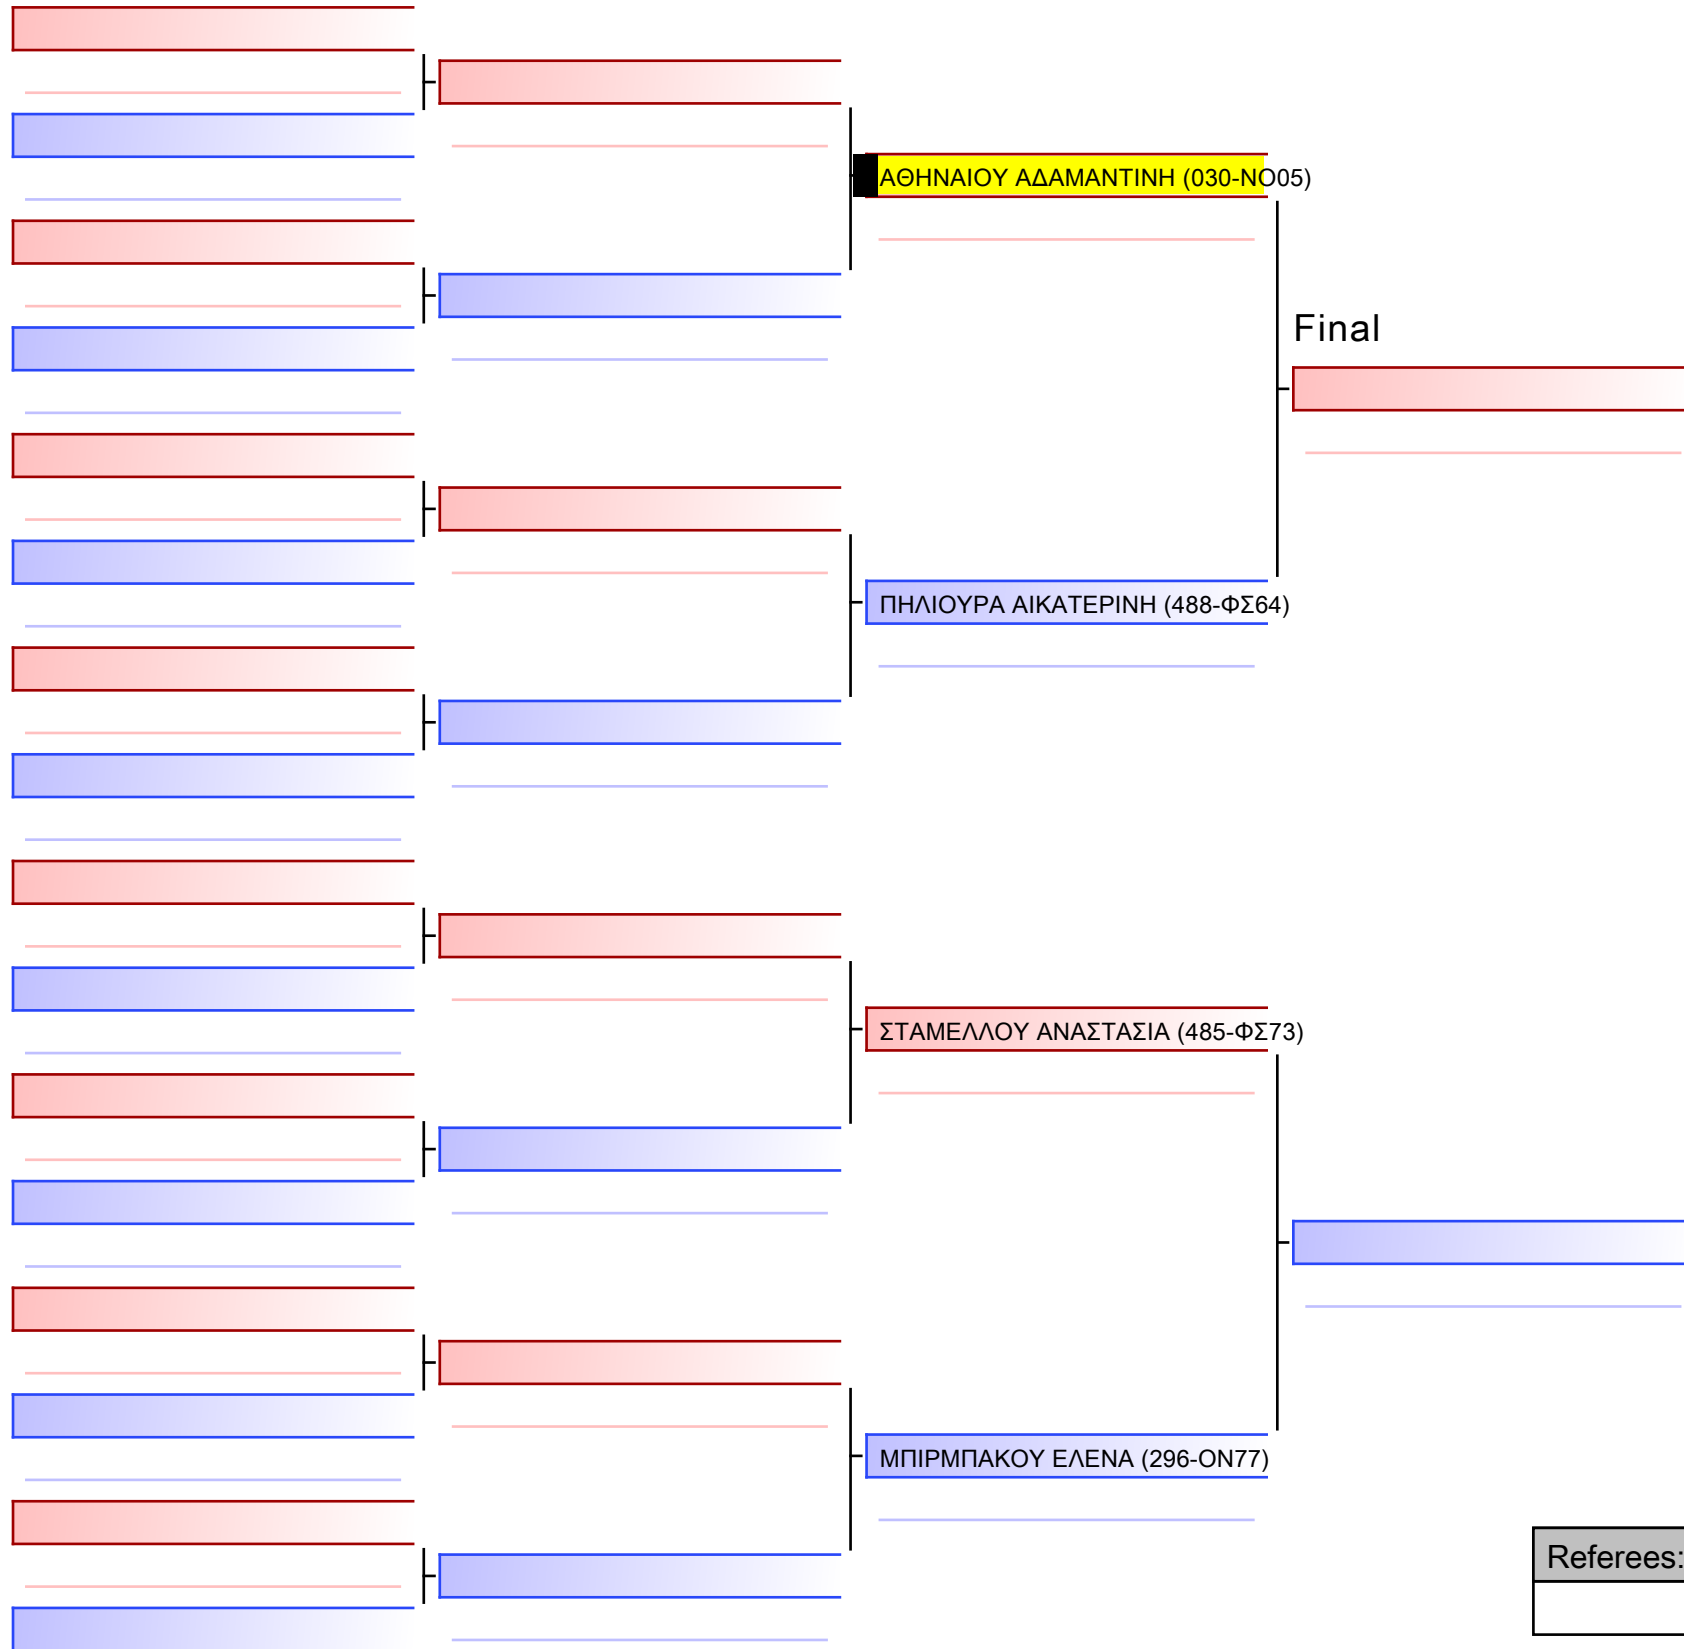 ΑΘΗΝΑΙΟΥ ΑΔΑΜΑΝΤΙΝΗ (030-ΝΟ05)
Final
ΠΗΛΙΟΥΡΑ ΑΙΚΑΤΕΡΙΝΗ (488-ΦΣ64)
ΣΤΑΜΕΛΛΟΥ ΑΝΑΣΤΑΣΙΑ (485-ΦΣ73)
ΜΠΙΡΜΠΑΚΟΥ ΕΛΕΝΑ (296-ΟΝ77)
Referees: